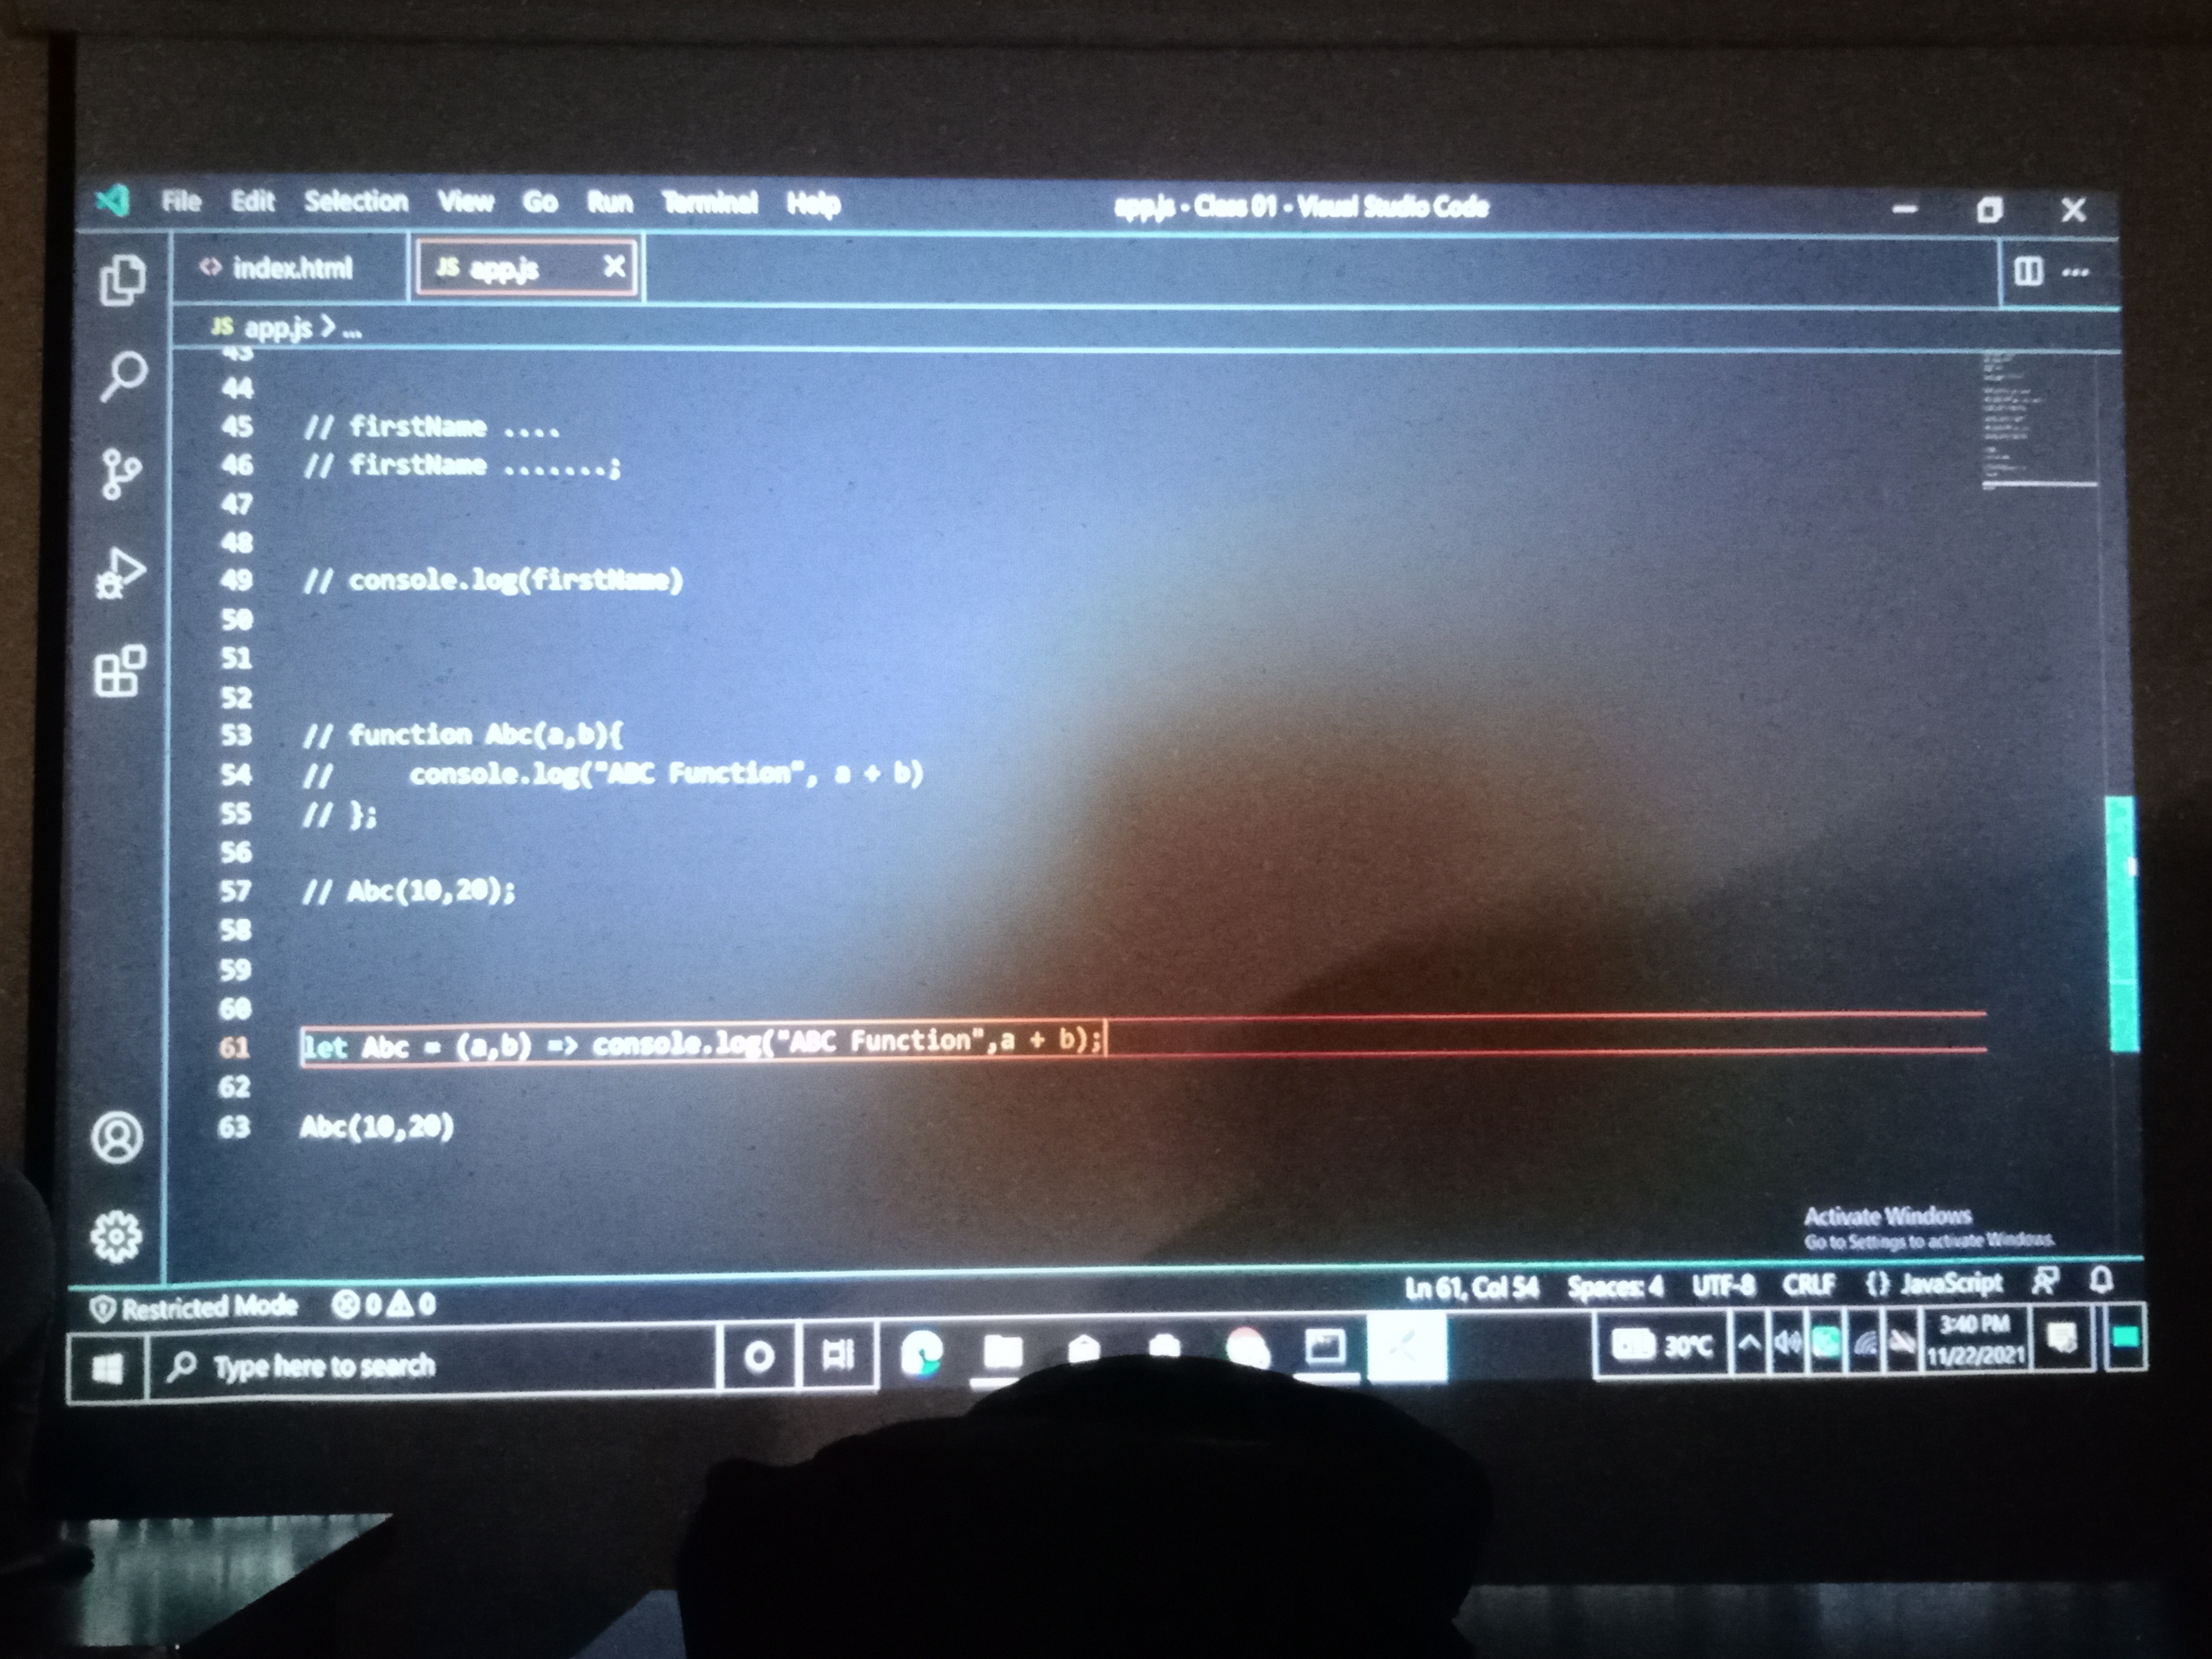 File Edit Selection View Go Run Terminal Help app.js - Class 01 - Visual Studio Code
<> index.html JS app.js
JS app.js > ...
43
44
45 // firstName ....
46 // firstName .......;
47
48
49 // console.log(firstName)
50
51
52
53 // function Abc(a,b){
54 //     console.log("ABC Function", a + b)
55 // };
56
57 // Abc(10,20);
58
59
60
61 let Abc = (a,b) => console.log("ABC Function",a + b);
62
63 Abc(10,20)
Activate Windows
Go to Settings to activate Windows.
Restricted Mode 0 0 Ln 61, Col 54 Spaces: 4 UTF-8 CRLF {} JavaScript
Type here to search 30°C 3:40 PM
11/22/2021